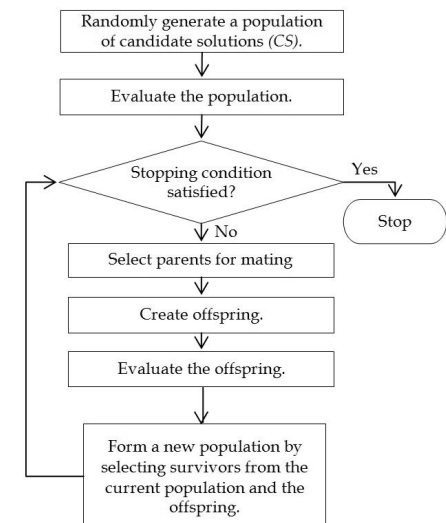 Randomly generate a population
of candidate solutions (CS).
Evaluate the population.
Stopping condition
satisfied?
Yes
Stop
No
Select parents for mating
Create offspring.
Evaluate the offspring.
Form a new population by
selecting survivors from the
current population and the
offspring.